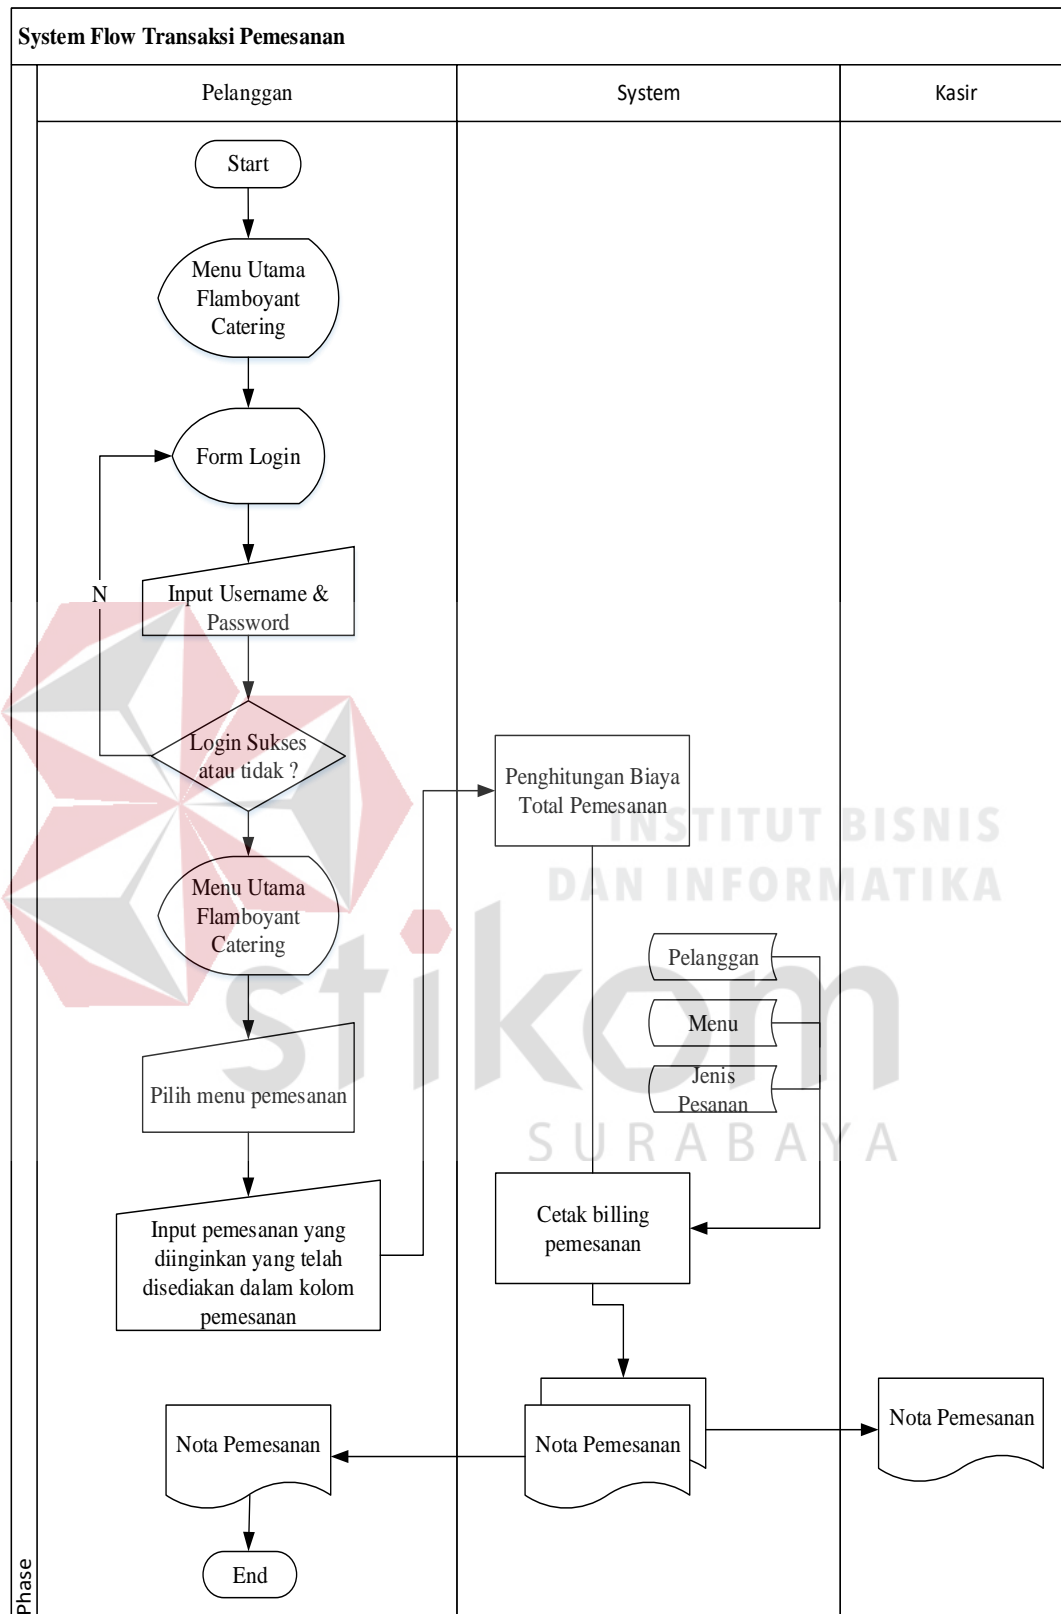 System Flow Transaksi Pemesanan
Pelanggan
System
Kasir
Start
Menu Utama
Flamboyant
Catering
Form Login
N
Input Username &
Password
Login Sukses
atau tidak ?
Menu Utama
Flamboyant
Catering
Pilih menu pemesanan
Input pemesanan yang
diinginkan yang telah
disediakan dalam kolom
pemesanan
Penghitungan Biaya
Total Pemesanan
Pelanggan
Menu
Jenis
Pesanan
Cetak billing
pemesanan
Nota Pemesanan
Nota Pemesanan
Nota Pemesanan
End
Phase
INSTITUT BISNIS
DAN INFORMATIKA
stikom
SURABAYA